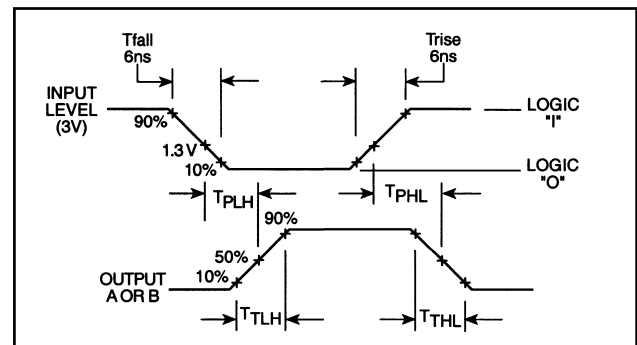 Tfall
6ns
Trise
6ns
INPUT
LEVEL
(3V)
90%
1.3 V
10%
LOGIC
"I"
LOGIC
"O"
TPLH
TPHL
90%
50%
10%
OUTPUT
A OR B
TTLH
TTHL